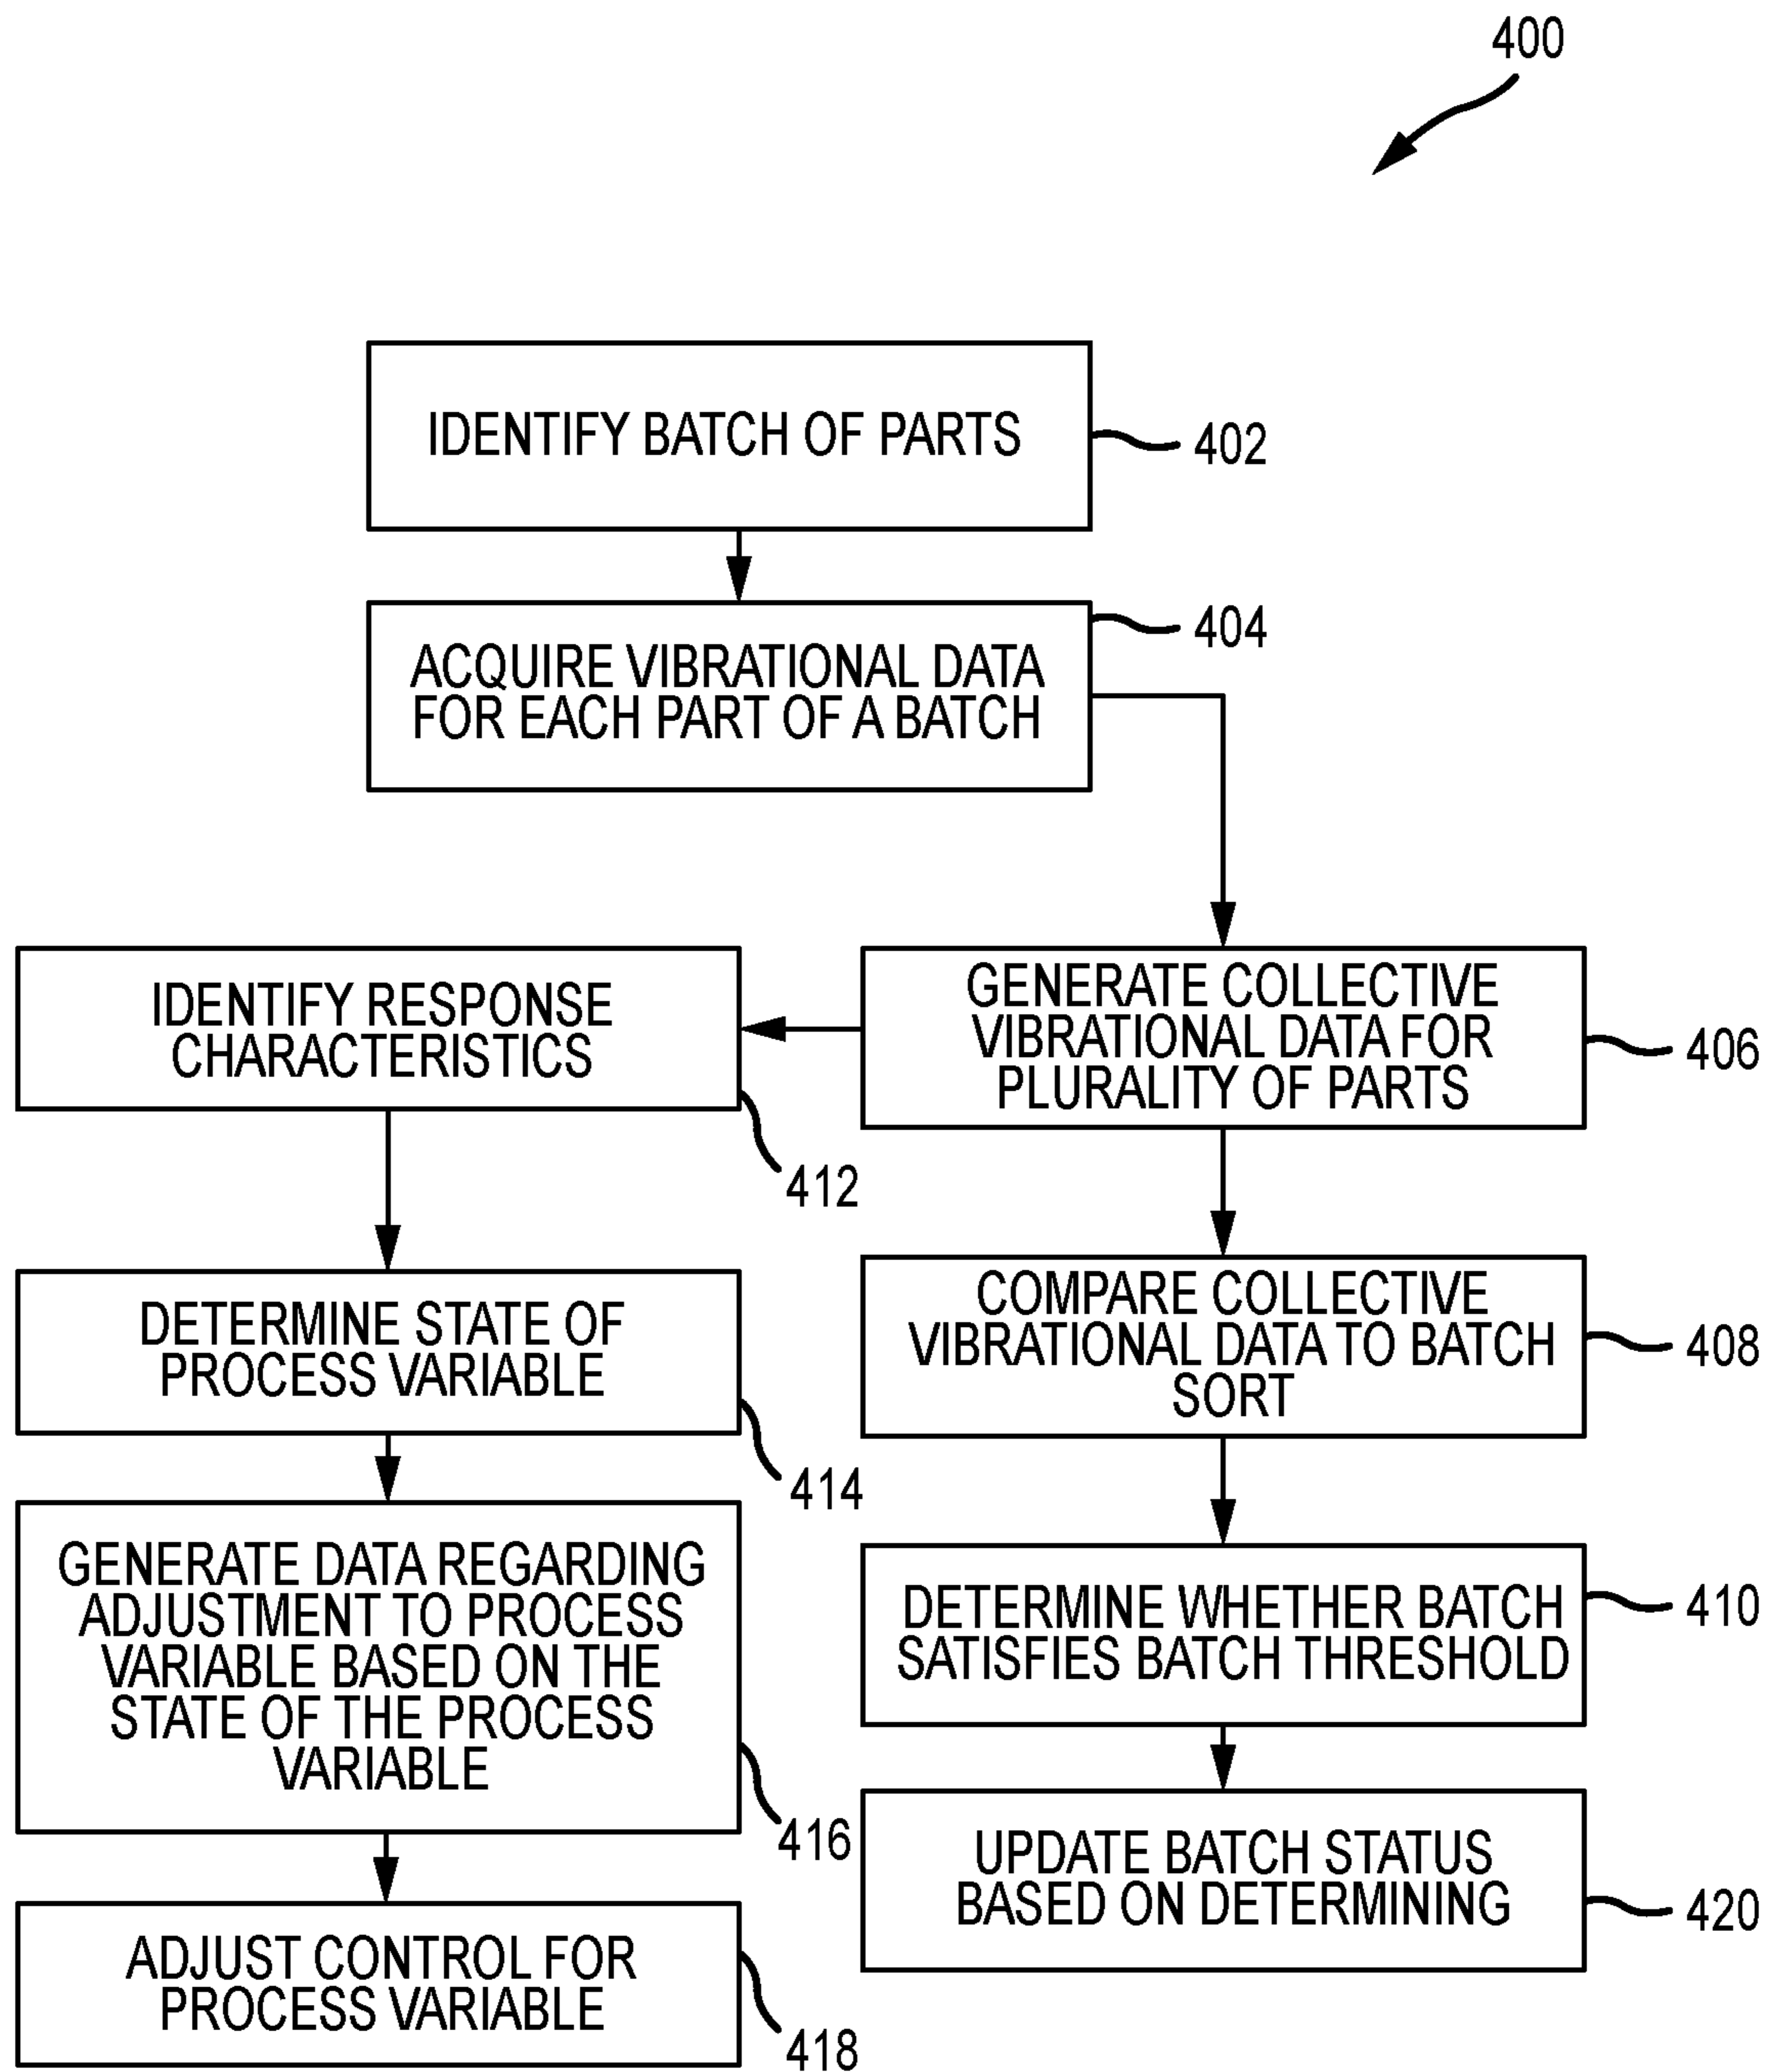 400
IDENTIFY BATCH OF PARTS
402
ACQUIRE VIBRATIONAL DATA
FOR EACH PART OF A BATCH
404
GENERATE COLLECTIVE
VIBRATIONAL DATA FOR
PLURALITY OF PARTS
406
COMPARE COLLECTIVE
VIBRATIONAL DATA TO BATCH
SORT
408
DETERMINE WHETHER BATCH
SATISFIES BATCH THRESHOLD
410
UPDATE BATCH STATUS
BASED ON DETERMINING
420
IDENTIFY RESPONSE
CHARACTERISTICS
412
DETERMINE STATE OF
PROCESS VARIABLE
414
GENERATE DATA REGARDING
ADJUSTMENT TO PROCESS
VARIABLE BASED ON THE
STATE OF THE PROCESS
VARIABLE
416
ADJUST CONTROL FOR
PROCESS VARIABLE
418